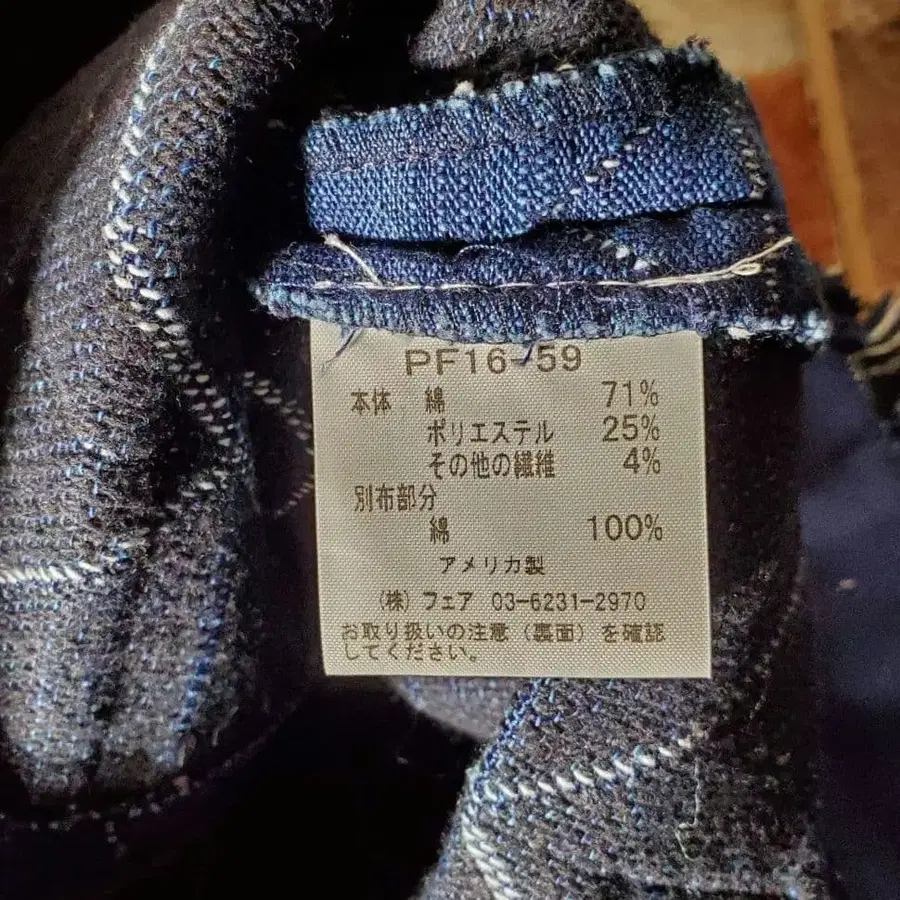 PF16-59
本体 綿 71%
ポリエステル 25%
その他の繊維 4%
別布部分
綿 100%
アメリカ製
(株) フェア 03-6231-2970
お取り扱いの注意 (裏面) を確認
してください。